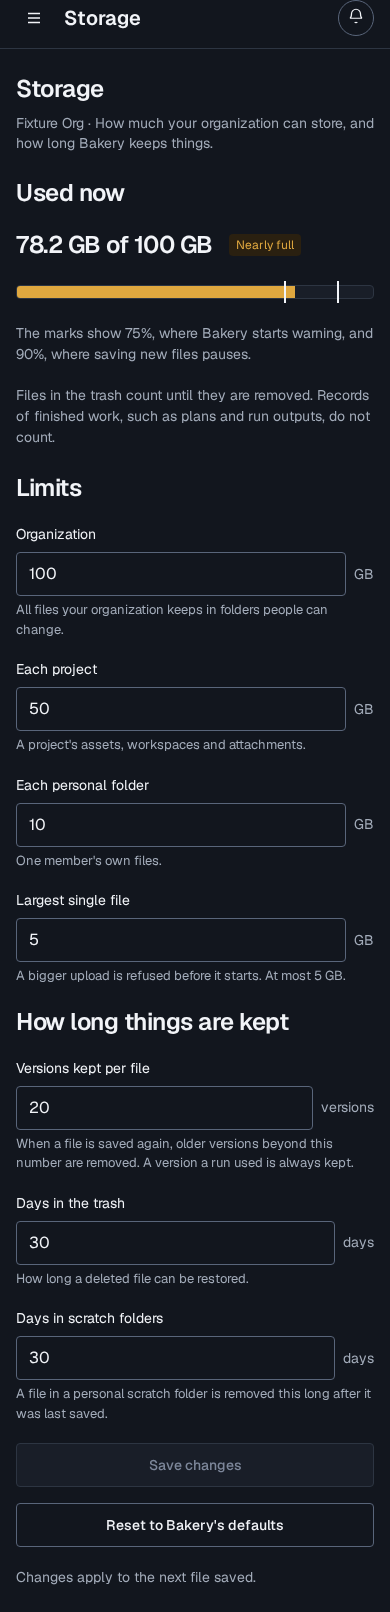 Storage
Storage
Fixture Org · How much your organization can store, and
how long Bakery keeps things.
Used now
78.2 GB of 100 GB
Nearly full
The marks show 75%, where Bakery starts warning, and
90%, where saving new files pauses.
Files in the trash count until they are removed. Records
of finished work, such as plans and run outputs, do not
count.
Limits
Organization
100
GB
All files your organization keeps in folders people can
change.
Each project
50
GB
A project's assets, workspaces and attachments.
Each personal folder
10
GB
One member's own files.
Largest single file
5
GB
A bigger upload is refused before it starts. At most 5 GB.
How long things are kept
Versions kept per file
20
versions
When a file is saved again, older versions beyond this
number are removed. A version a run used is always kept.
Days in the trash
30
days
How long a deleted file can be restored.
Days in scratch folders
30
days
A file in a personal scratch folder is removed this long after it
was last saved.
Save changes
Reset to Bakery's defaults
Changes apply to the next file saved.